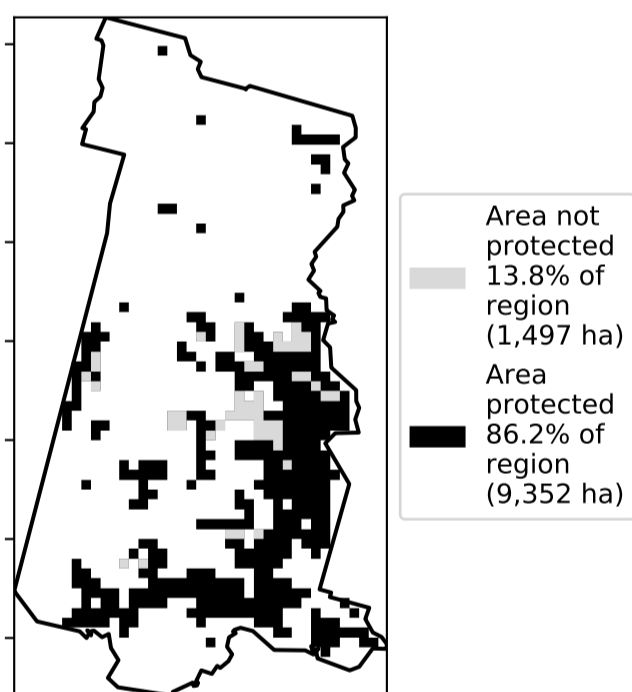 Area not
protected
13.8% of
region
(1,497 ha)
Area
protected
86.2% of
region
(9,352 ha)